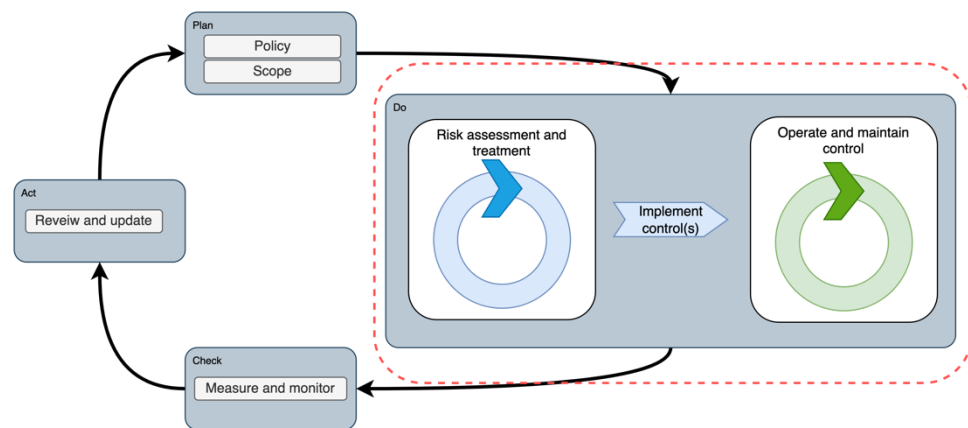 Plan
Policy
Scope
Do
Risk assessment and
treatment
Implement
control(s)
Operate and maintain
control
Act
Reveiw and update
Check
Measure and monitor